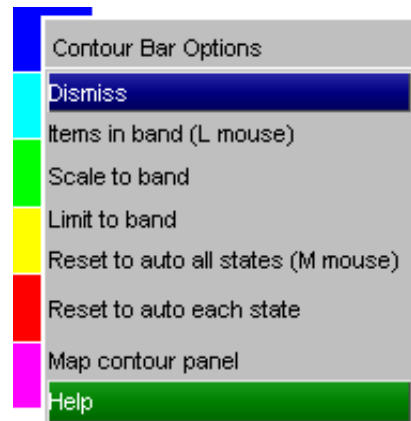 Contour Bar Options
Dismiss
Items in band (L mouse)
Scale to band
Limit to band
Reset to auto all states (M mouse)
Reset to auto each state
Map contour panel
Help